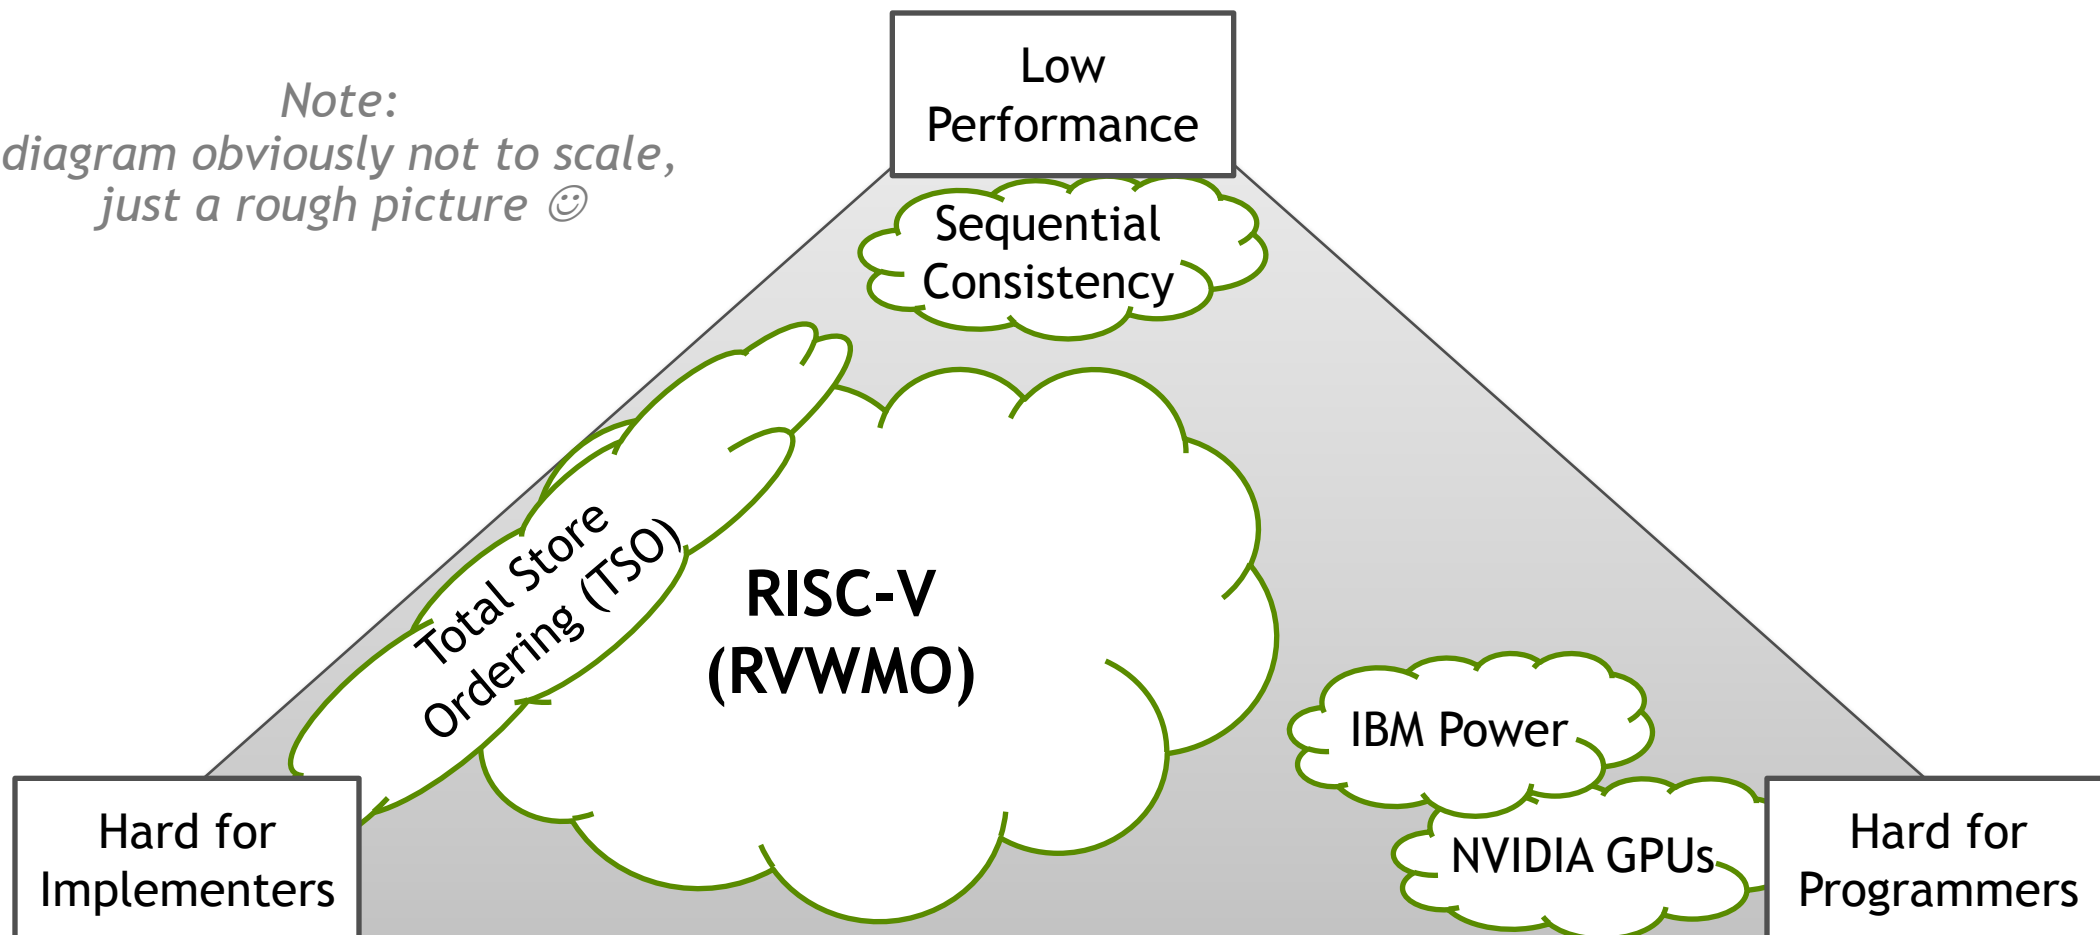 Note:
diagram obviously not to scale,
just a rough picture ☺
Low
Performance
Sequential
Consistency
Total Store
Ordering (TSO)
RISC-V
(RVWMO)
IBM Power
NVIDIA GPUs
Hard for
Implementers
Hard for
Programmers